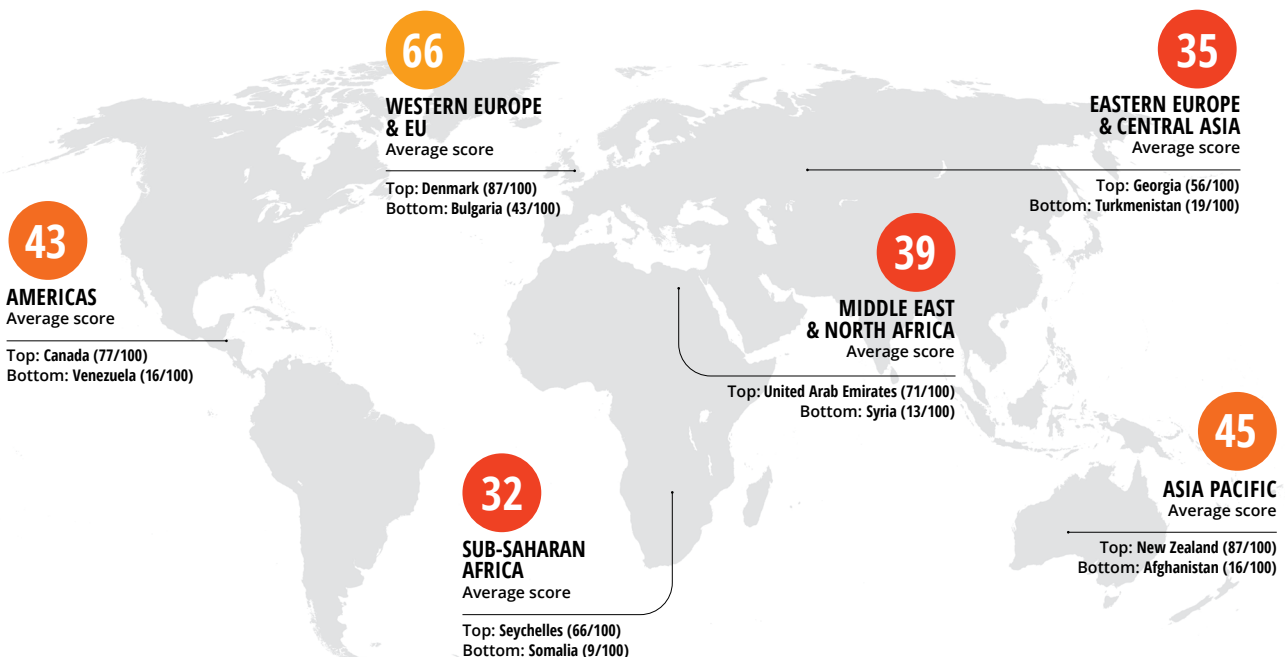 66
WESTERN EUROPE
& EU
Average score
Top: Denmark (87/100)
Bottom: Bulgaria (43/100)
35
EASTERN EUROPE
& CENTRAL ASIA
Average score
Top: Georgia (56/100)
Bottom: Turkmenistan (19/100)
43
AMERICAS
Average score
Top: Canada (77/100)
Bottom: Venezuela (16/100)
39
MIDDLE EAST
& NORTH AFRICA
Average score
Top: United Arab Emirates (71/100)
Bottom: Syria (13/100)
45
ASIA PACIFIC
Average score
Top: New Zealand (87/100)
Bottom: Afghanistan (16/100)
32
SUB-SAHARAN
AFRICA
Average score
Top: Seychelles (66/100)
Bottom: Somalia (9/100)